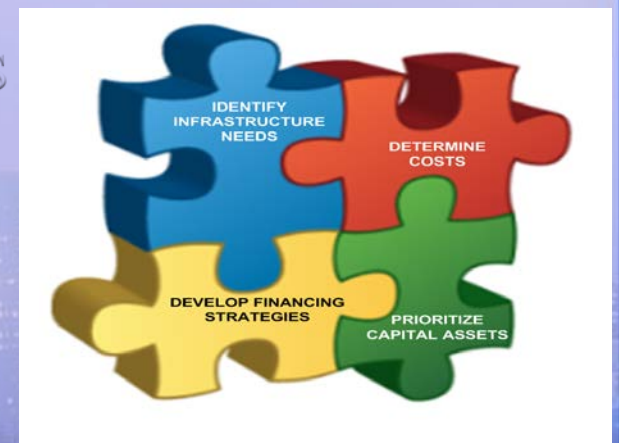 IDENTIFY
INFRASTRUCTURE
NEEDS
DETERMINE
COSTS
DEVELOP FINANCING
STRATEGIES
PRIORITIZE
CAPITAL ASSETS